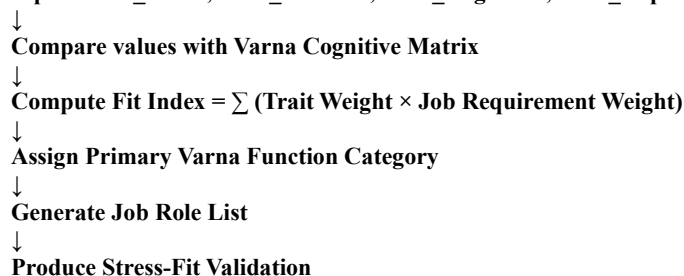 ↓
Compare values with Varna Cognitive Matrix
↓
Compute Fit Index = ∑ (Trait Weight × Job Requirement Weight)
↓
Assign Primary Varna Function Category
↓
Generate Job Role List
↓
Produce Stress-Fit Validation